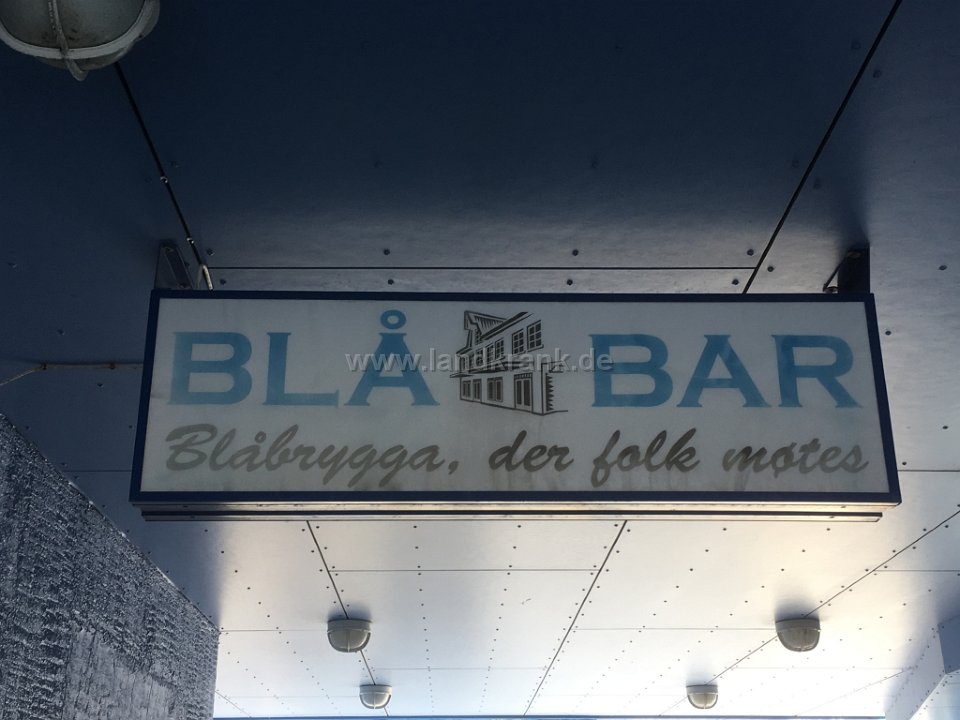 BLÅ BAR
www.landkrank.de
Blåbrygga, der folk møtes